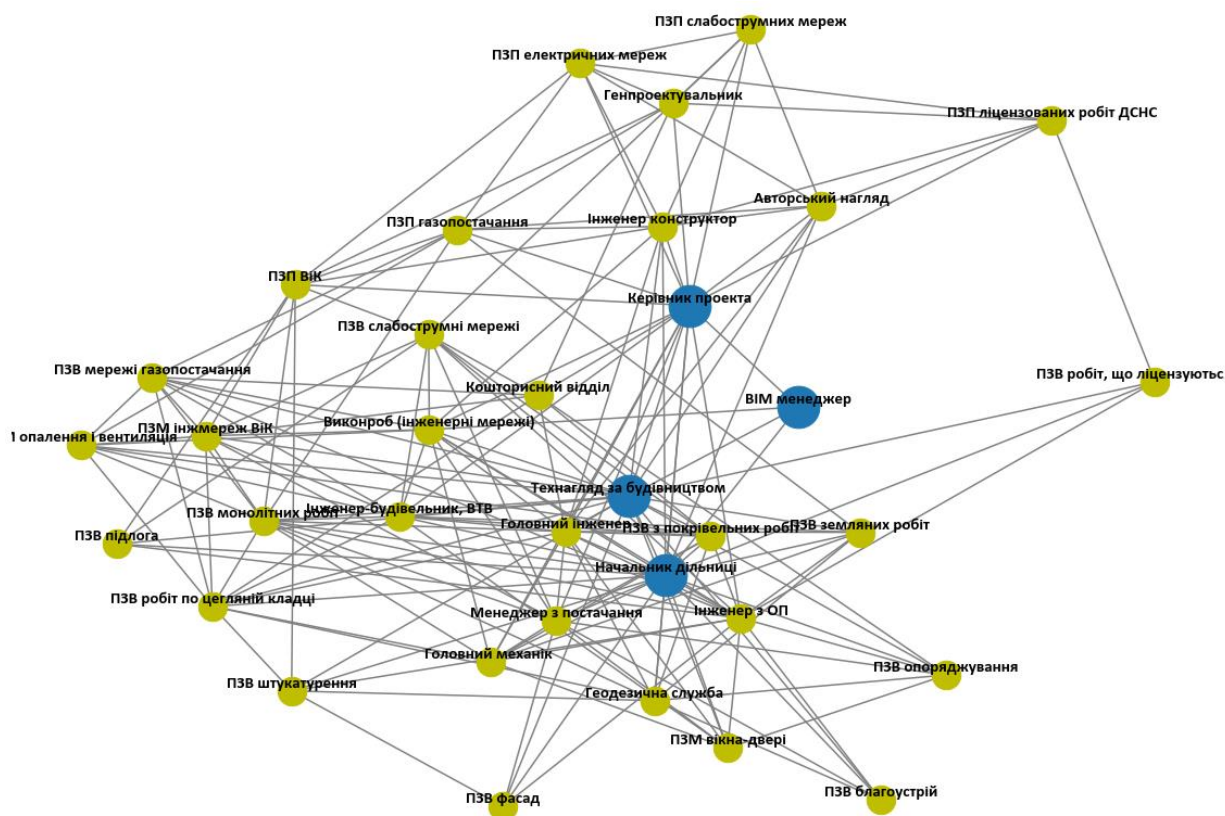 ПЗП слабострумних мереж
ПЗП електричних мереж
Генпроектувальник
ПЗП ліцензованих робіт ДСНС
Авторський нагляд
Інженер конструктор
ПЗП газопостачання
ПЗП ВіК
Керівник проекта
ПЗВ слабострумні мережі
ПЗВ мережі газопостачання
ПЗВ робіт, що ліцензуютьс
Кошторисний відділ
BIM менеджер
Виконроб (інженерні мережі)
ПЗМ інжмереж ВіК
опалення і вентиляція
Технагляд за будівництвом
Інженер-будівельник, ВТВ
ПЗВ монолітних робіт
Головний інженер
ПЗВ з покрівельних робіт
ПЗВ земляних робіт
ПЗВ підлога
Начальник дільниці
ПЗВ робіт по цегляній кладці
Менеджер з постачання
Інженер з ОП
Головний механік
ПЗВ опоряджування
ПЗВ штукатурення
Геодезична служба
ПЗМ вікна-двері
ПЗВ фасад
ПЗВ благоустрій